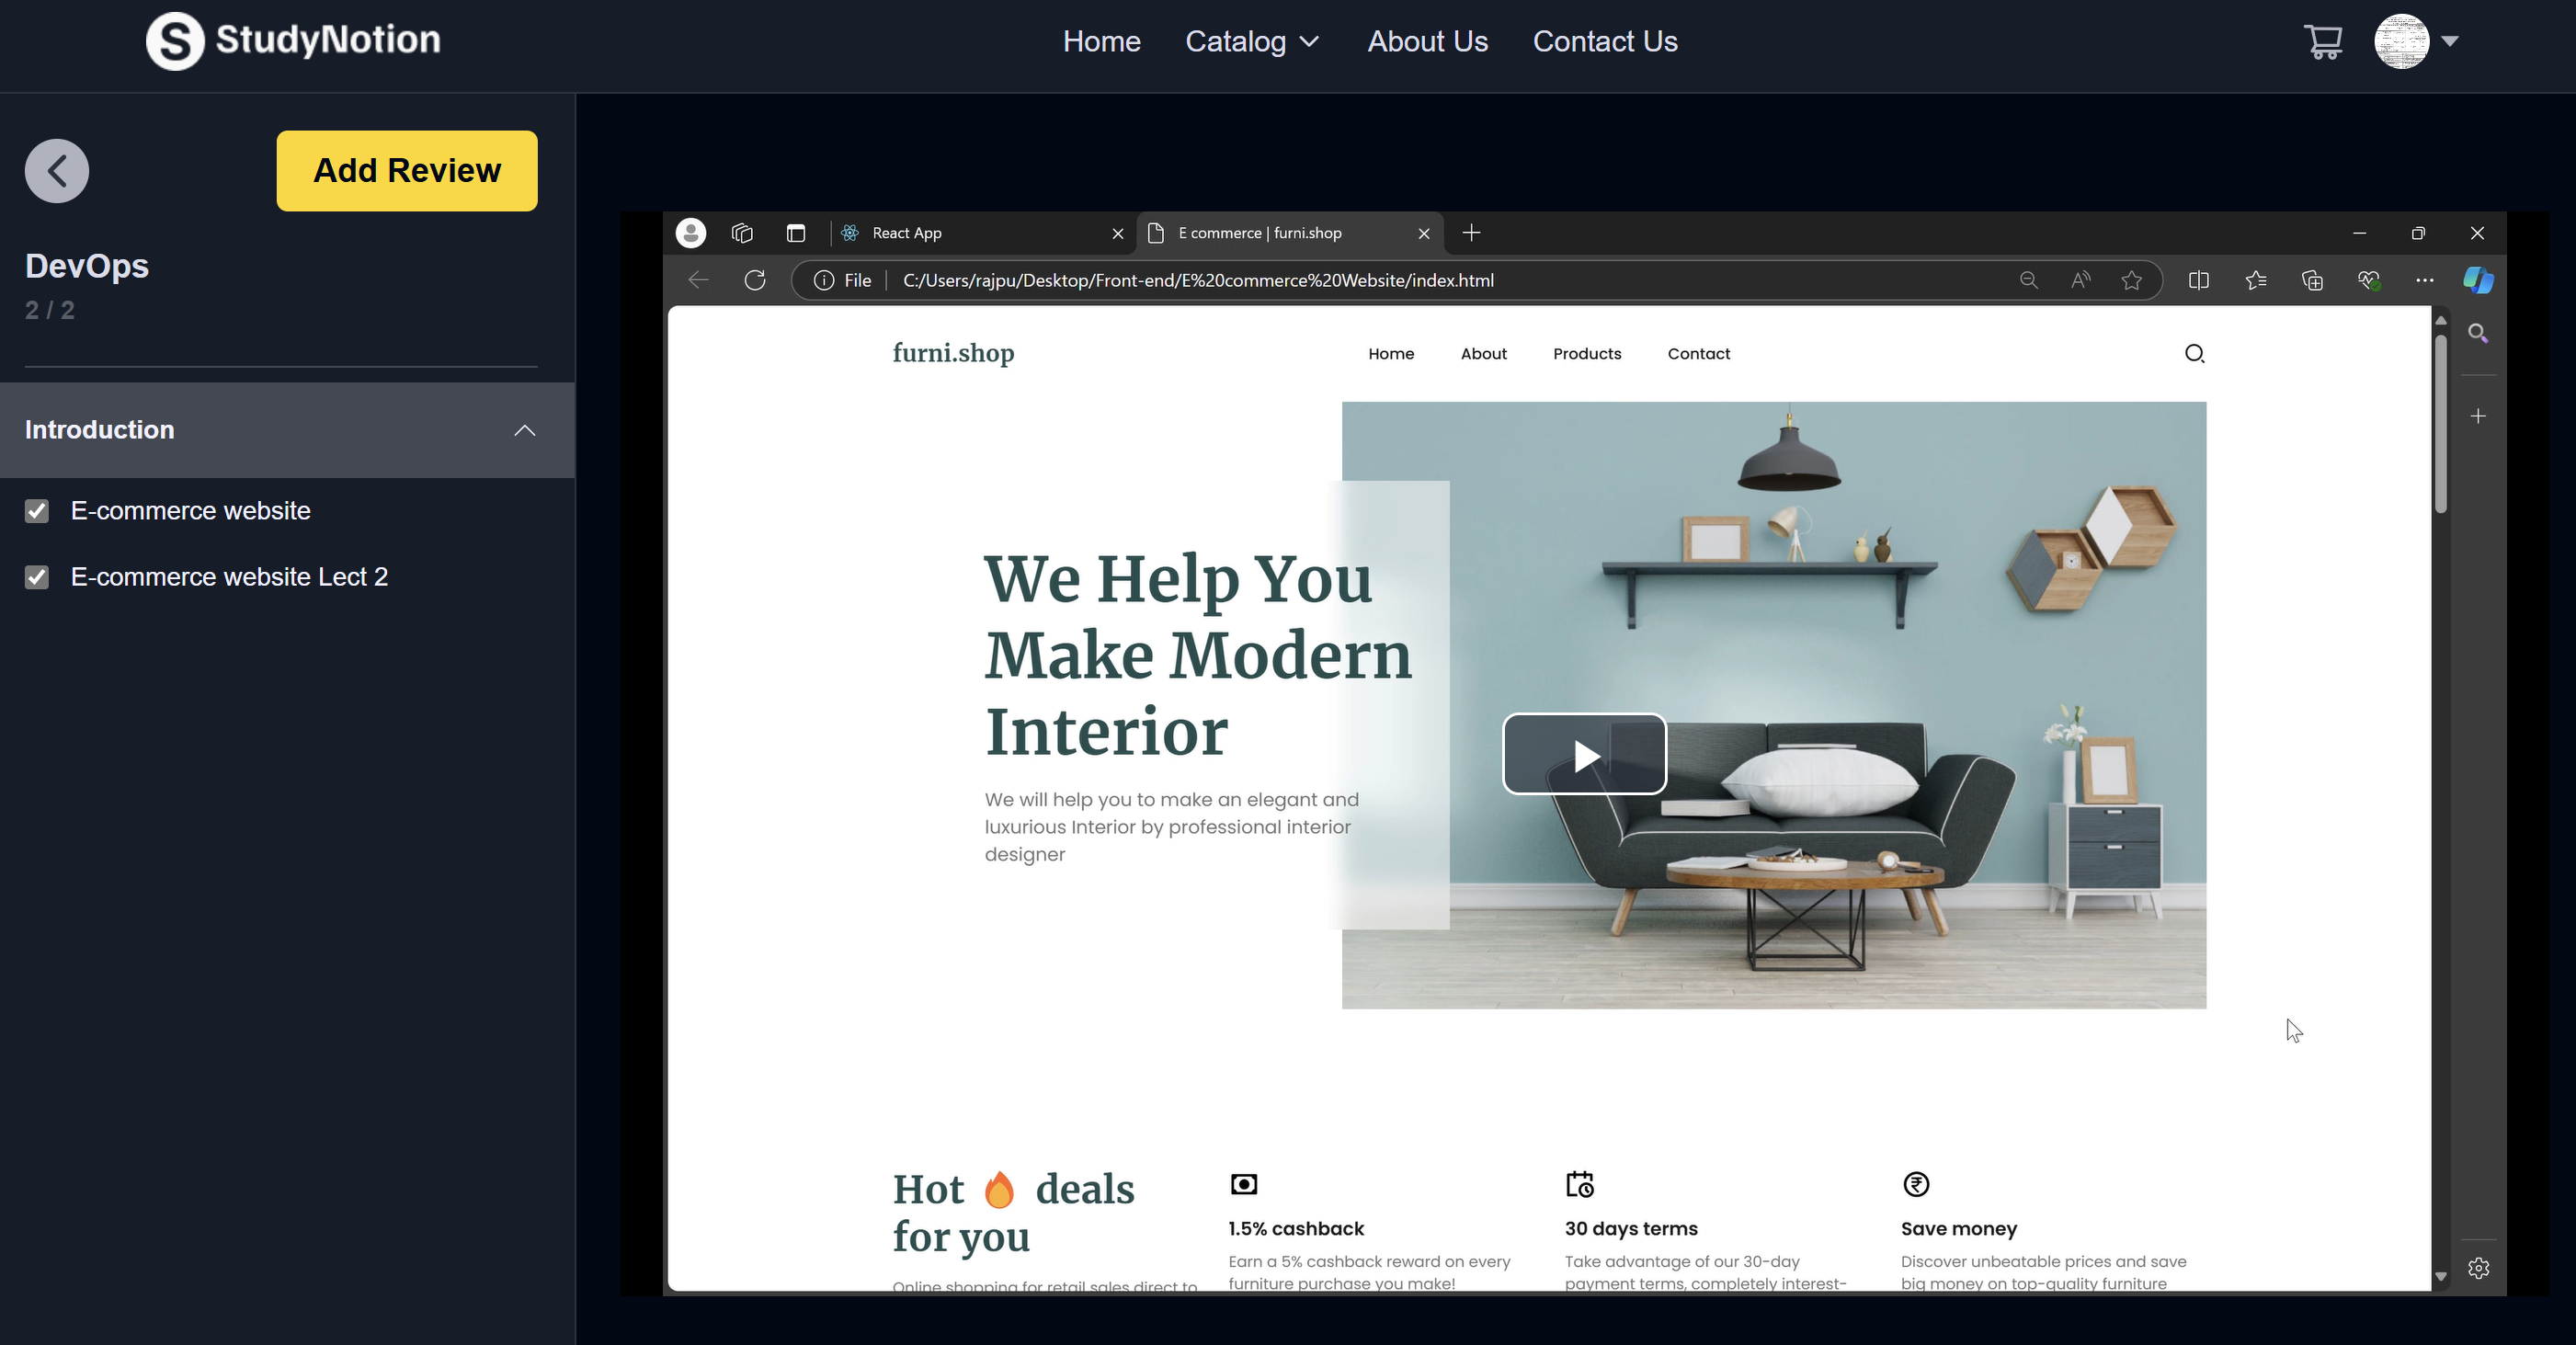 StudyNotion
Home Catalog About Us Contact Us
Add Review
DevOps
2 / 2
Introduction
E-commerce website
E-commerce website Lect 2
React App
E commerce | furni.shop
File C:/Users/rajpu/Desktop/Front-end/E%20commerce%20Website/index.html
furni.shop
Home About Products Contact
We Help You
Make Modern
Interior
We will help you to make an elegant and
luxurious Interior by professional interior
designer
Hot 🔥 deals
for you
Online shopping for retail sales direct to
1.5% cashback
Earn a 5% cashback reward on every
furniture purchase you make!
30 days terms
Take advantage of our 30-day
payment terms, completely interest-
Save money
Discover unbeatable prices and save
big money on top-quality furniture